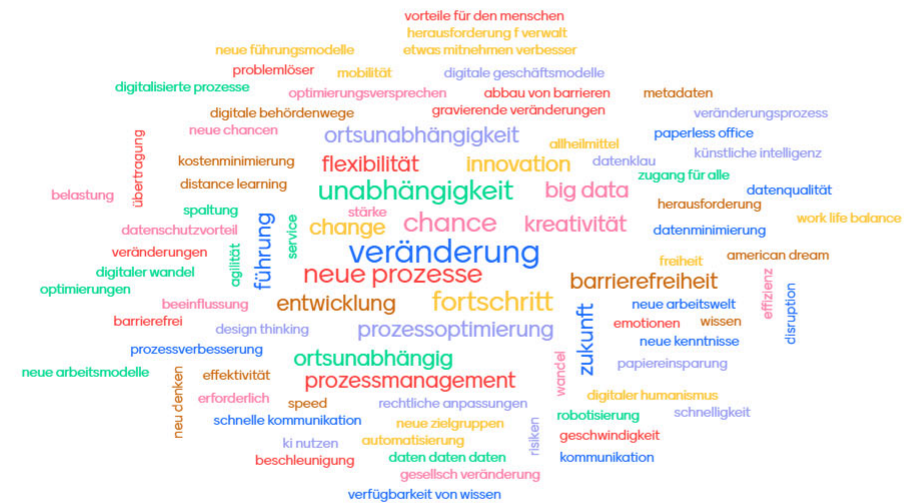 vorteile für den menschen
herausforderung f verwalt
neue führungsmodelle
etwas mitnehmen verbesser
problemlöser
mobilität
digitale geschäftsmodelle
digitalisierte prozesse
optimierungsversprechen
abbau von barrieren
metadaten
digitale behördenwege
gravierende veränderungen
veränderungsprozess
neue chancen
ortsunabhängigkeit
allheilmittel
paperless office
übertragung
kostenminimierung
flexibilität
innovation
datenklau
künstliche intelligenz
zugang für alle
belastung
distance learning
unabhängigkeit
big data
datenqualität
spaltung
stärke
herausforderung
work life balance
datenschutzvorteil
führung
service
change
chance
kreativität
datenminimierung
veränderungen
agilität
veränderung
freiheit
american dream
digitaler wandel
neue prozesse
barrierefreiheit
effizienz
optimierungen
beeinflussung
entwicklung
fortschritt
neue arbeitswelt
disruption
barrierefrei
design thinking
prozessoptimierung
zukunft
emotionen
wissen
neue kenntnisse
prozessverbesserung
ortsunabhängig
wandel
papiereinsparung
neue arbeitsmodelle
neu denken
effektivität
prozessmanagement
erforderlich
speed
rechtliche anpassungen
digitaler humanismus
schnelle kommunikation
neue zielgruppen
risiken
robotisierung
schnelligkeit
ki nutzen
automatisierung
geschwindigkeit
beschleunigung
daten daten daten
kommunikation
gesellsch veränderung
verfügbarkeit von wissen